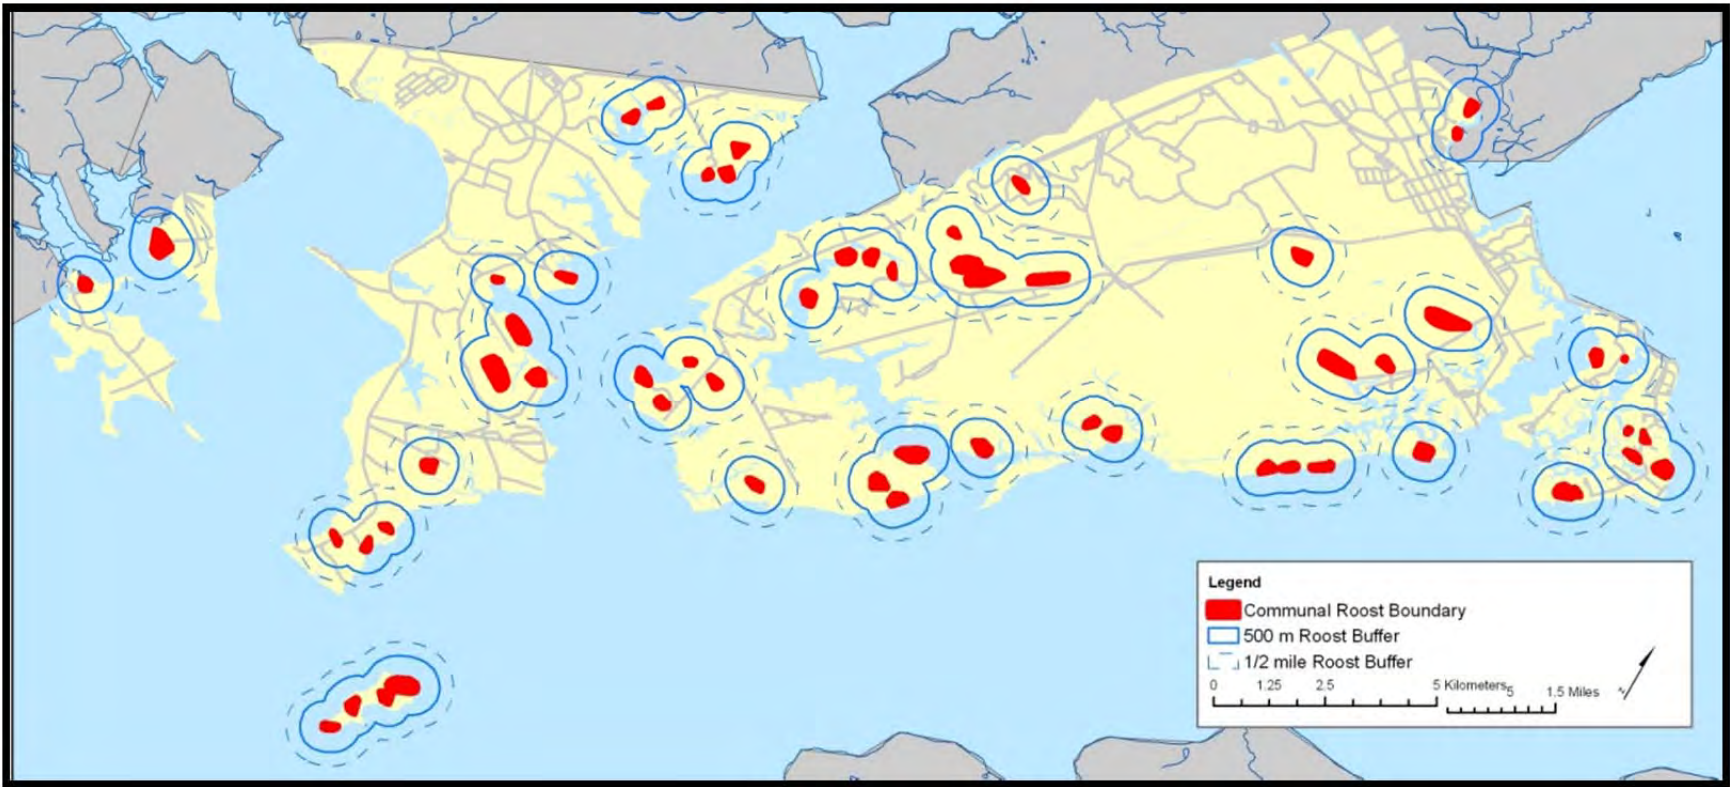 Legend
Communal Roost Boundary
500 m Roost Buffer
1/2 mile Roost Buffer
0 1.25 2.5 5 Kilometers 5 1.5 Miles
N